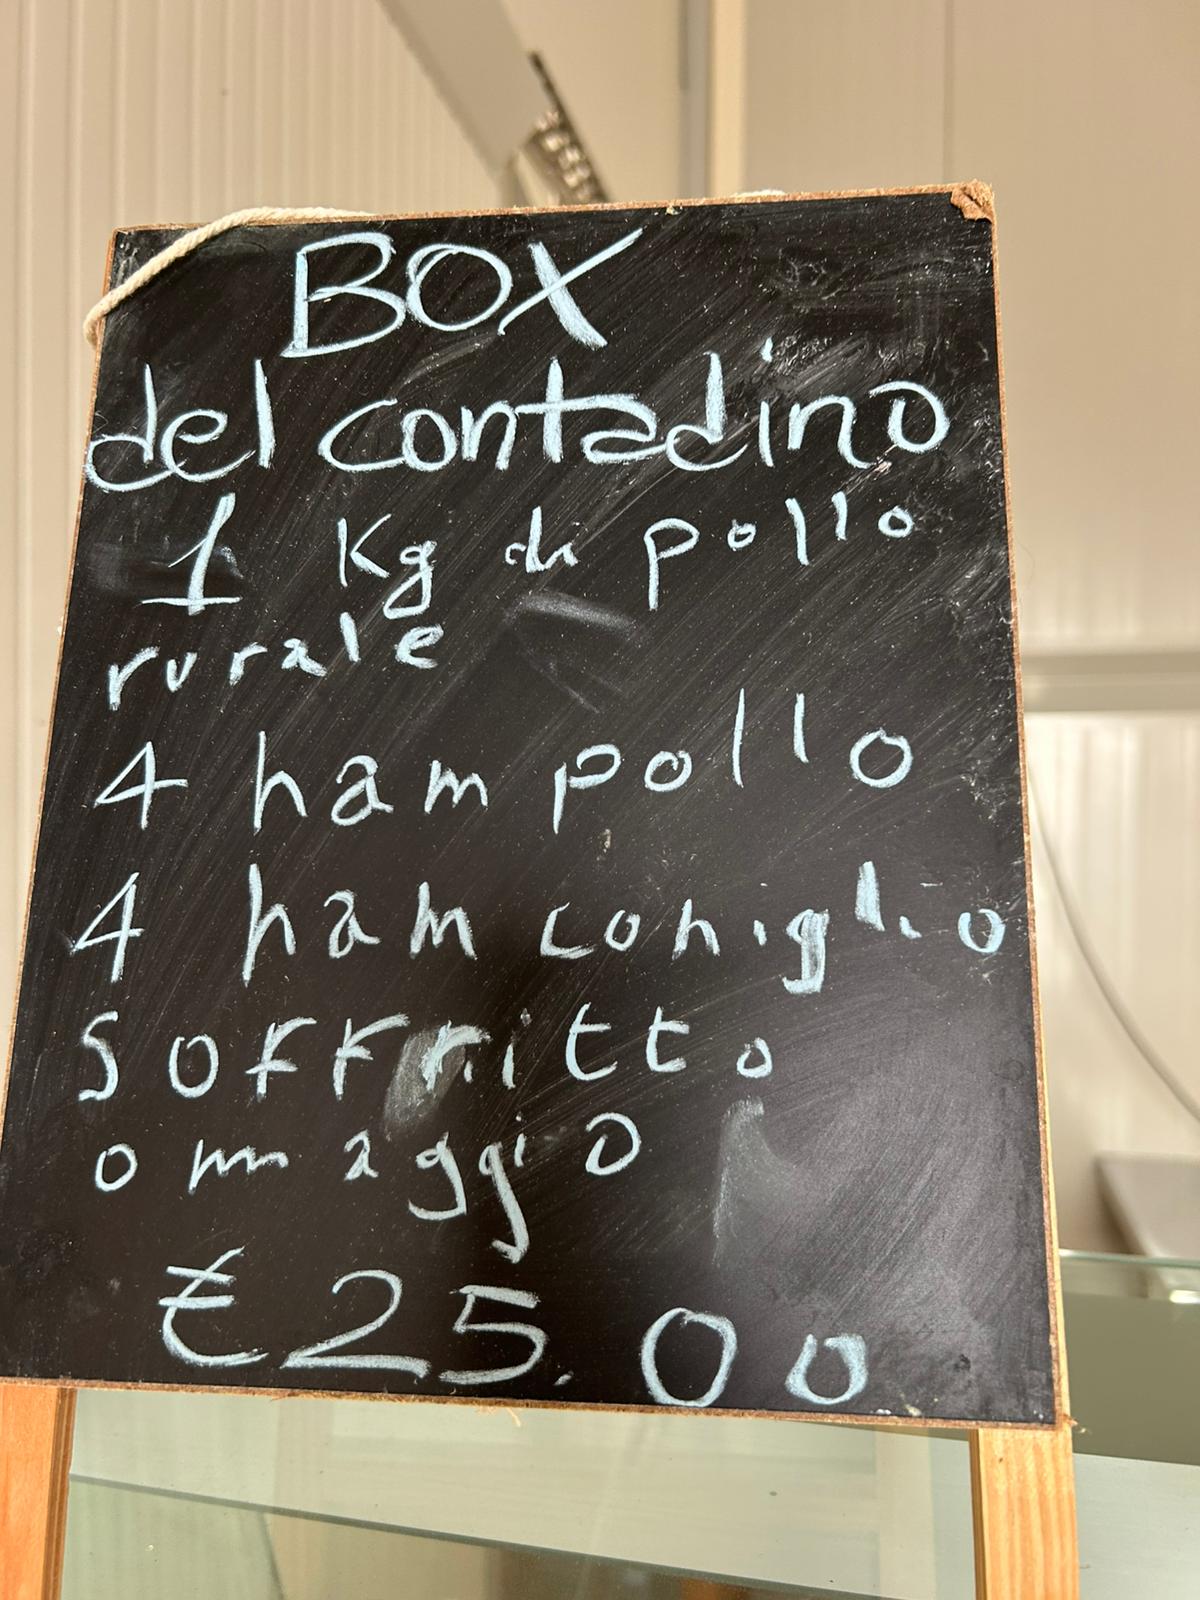 BOX
del contadino
1 Kg di pollo
rurale
4 ham pollo
4 ham coniglio
Soffritto
omaggio
€25.00